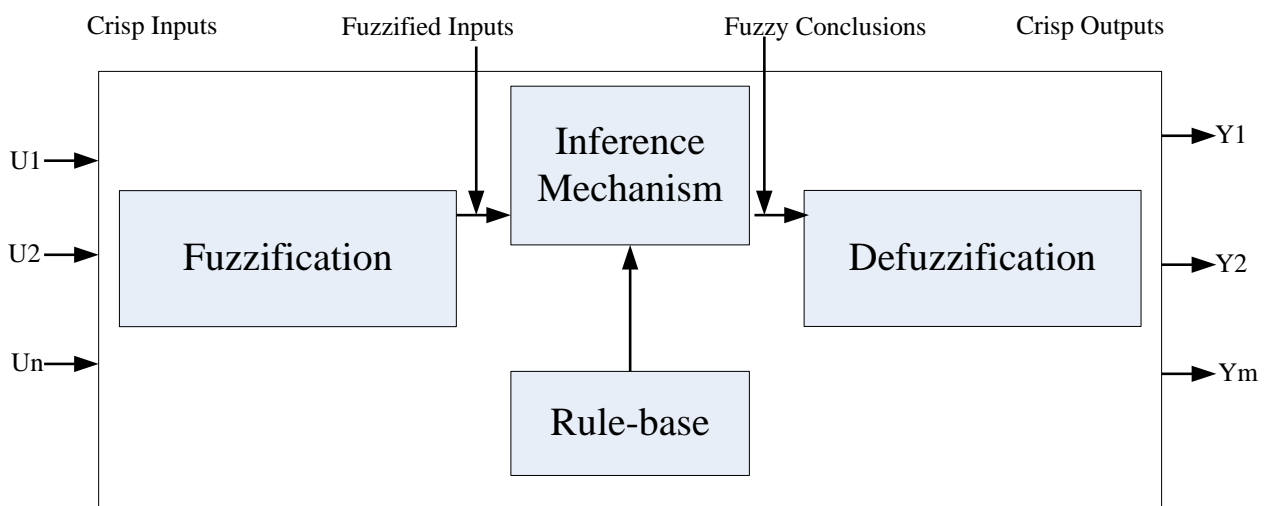 Crisp Inputs
Fuzzified Inputs
Fuzzy Conclusions
Crisp Outputs
U1
U2
Un
Fuzzification
Inference
Mechanism
Rule-base
Defuzzification
Y1
Y2
Ym